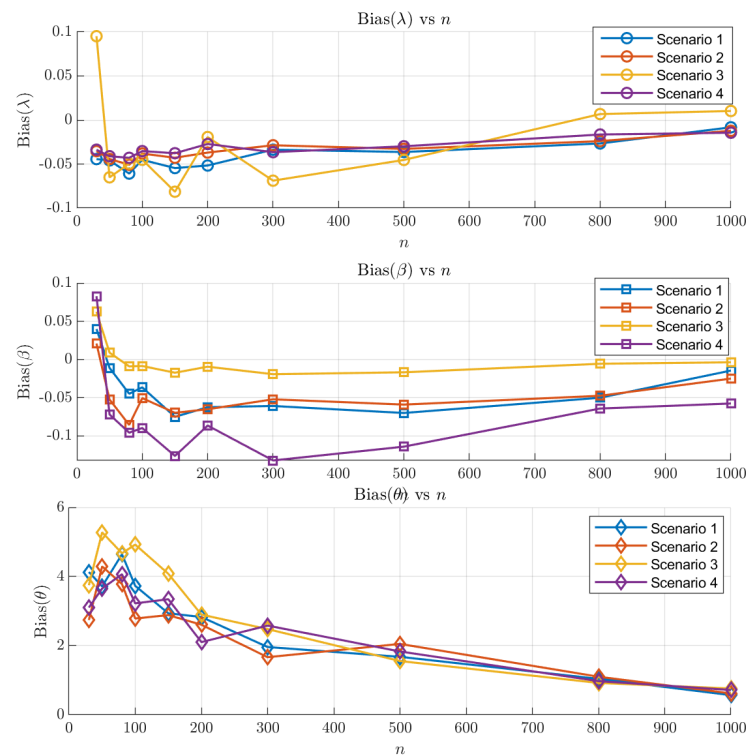 Bias(λ) vs n
0.1
0.05
0
-0.05
-0.1
Bias(λ)
Scenario 1
Scenario 2
Scenario 3
Scenario 4
0 100 200 300 400 500 600 700 800 900 1000
n
Bias(β) vs n
0.1
0.05
0
-0.05
-0.1
Bias(β)
Scenario 1
Scenario 2
Scenario 3
Scenario 4
0 100 200 300 400 500 600 700 800 900 1000
n
Bias(θ) vs n
6
4
2
0
Bias(θ)
Scenario 1
Scenario 2
Scenario 3
Scenario 4
0 100 200 300 400 500 600 700 800 900 1000
n